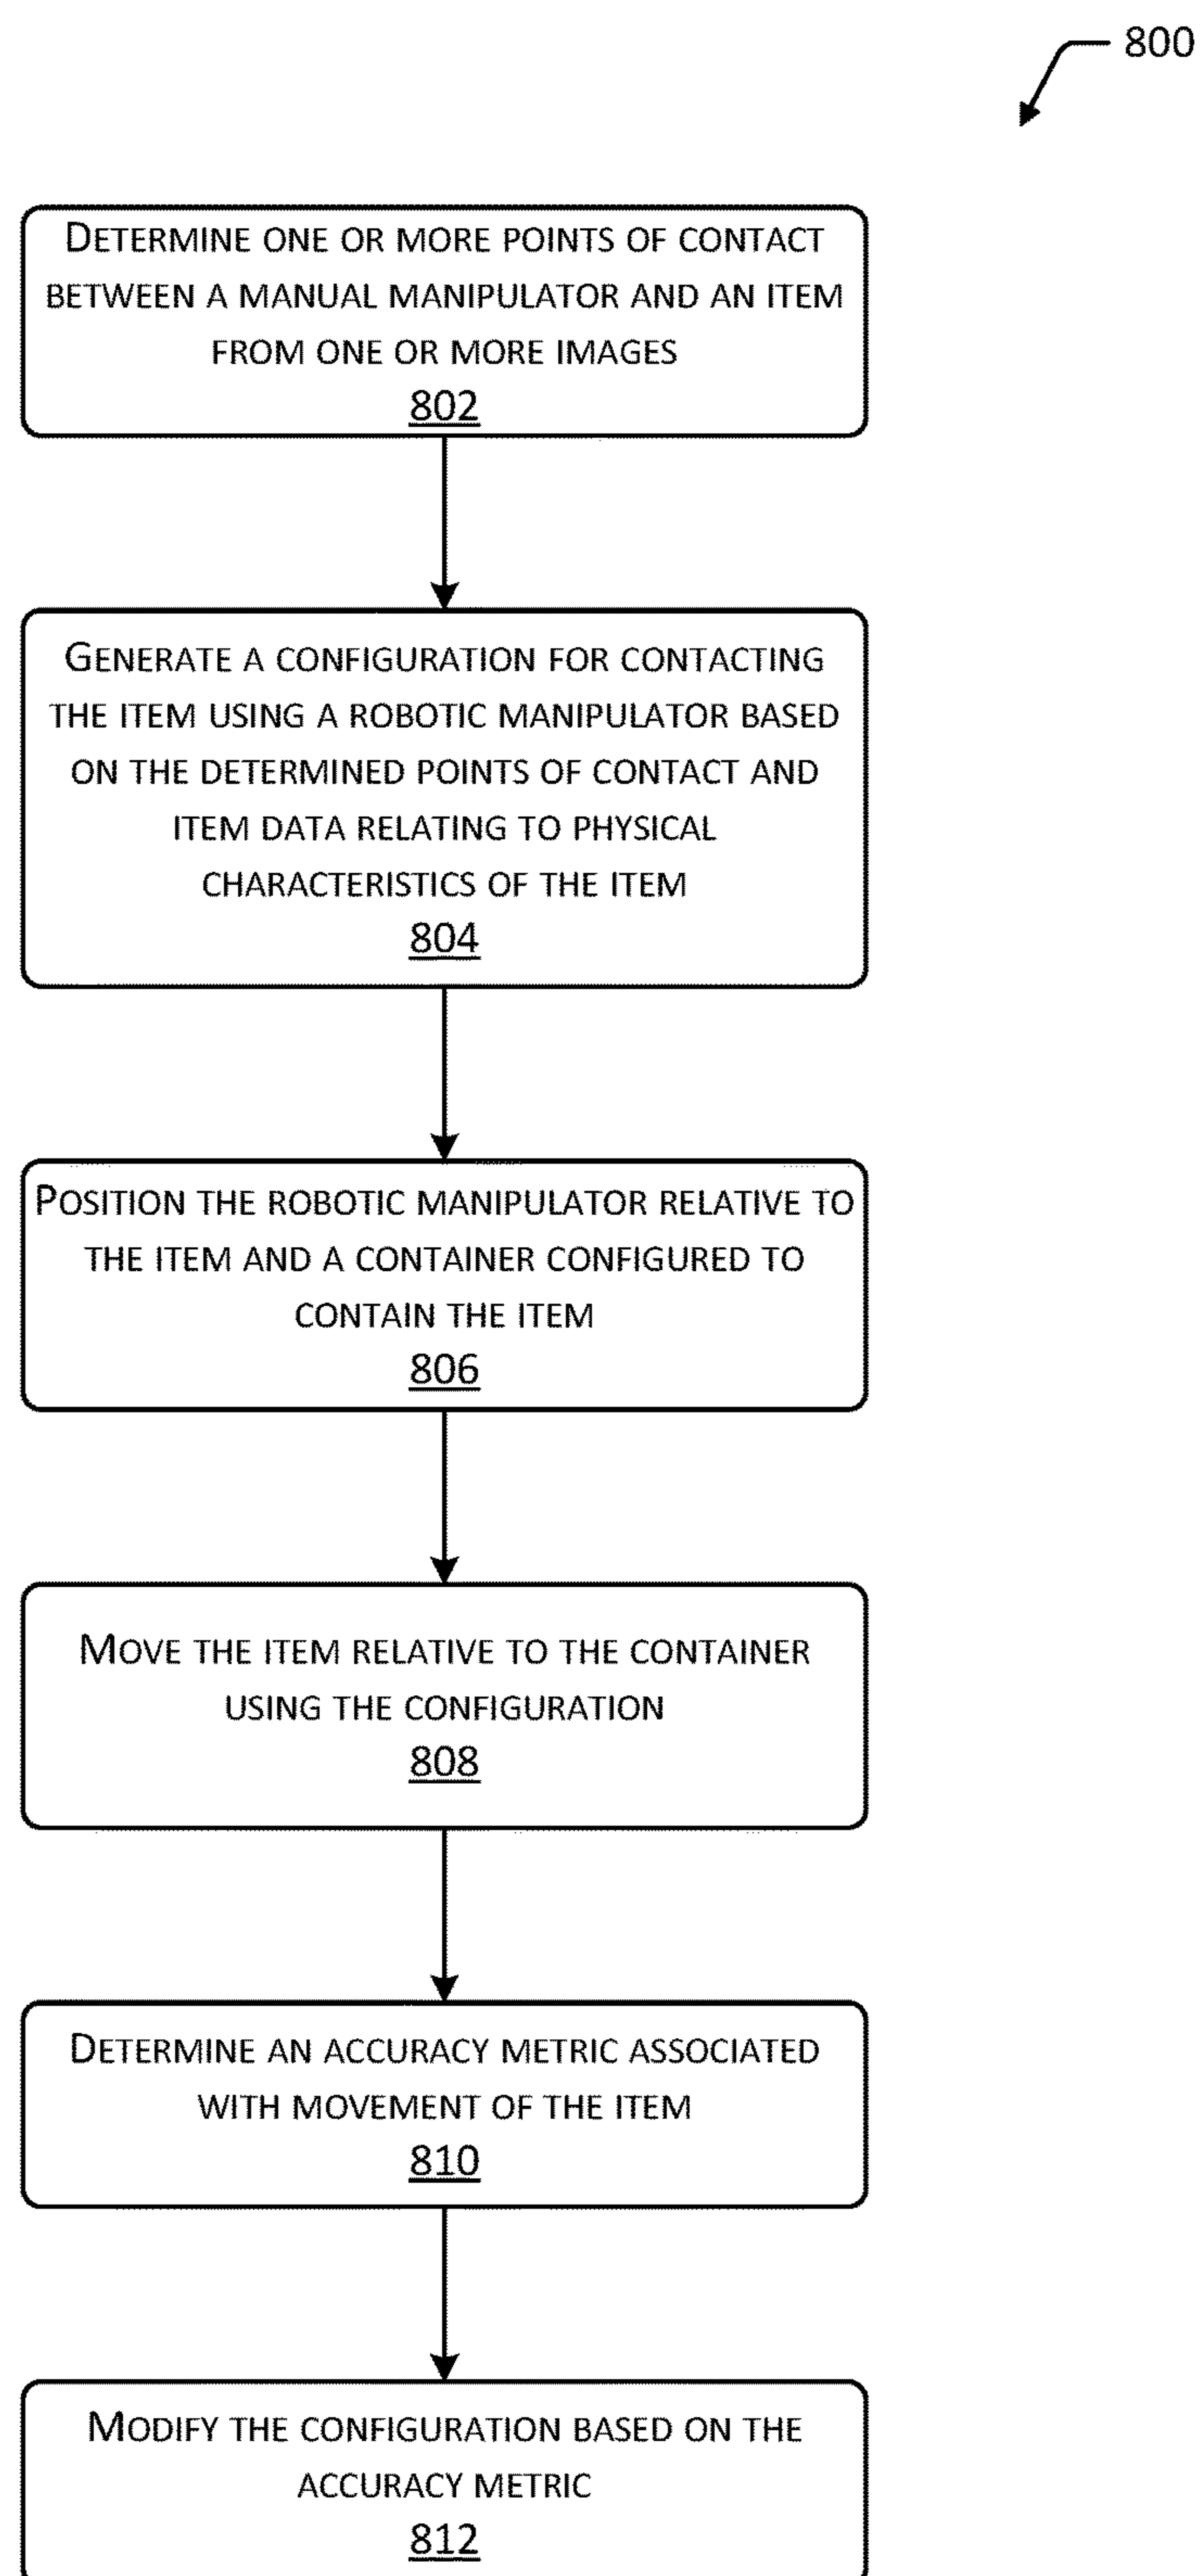 800
DETERMINE ONE OR MORE POINTS OF CONTACT
BETWEEN A MANUAL MANIPULATOR AND AN ITEM
FROM ONE OR MORE IMAGES
802
GENERATE A CONFIGURATION FOR CONTACTING
THE ITEM USING A ROBOTIC MANIPULATOR BASED
ON THE DETERMINED POINTS OF CONTACT AND
ITEM DATA RELATING TO PHYSICAL
CHARACTERISTICS OF THE ITEM
804
POSITION THE ROBOTIC MANIPULATOR RELATIVE TO
THE ITEM AND A CONTAINER CONFIGURED TO
CONTAIN THE ITEM
806
MOVE THE ITEM RELATIVE TO THE CONTAINER
USING THE CONFIGURATION
808
DETERMINE AN ACCURACY METRIC ASSOCIATED
WITH MOVEMENT OF THE ITEM
810
MODIFY THE CONFIGURATION BASED ON THE
ACCURACY METRIC
812